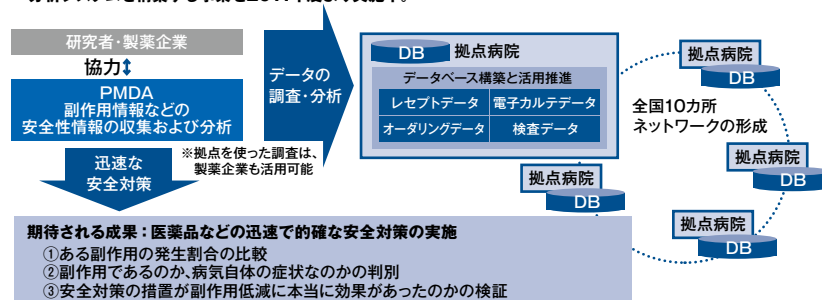 研究者・製薬企業
協力
PMDA
副作用情報などの
安全性情報の収集および分析
迅速な
安全対策
※拠点を使った調査は、
製薬企業も活用可能
データの
調査・分析
DB 拠点病院
データベース構築と活用推進
レセプトデータ 電子カルテデータ
オーダリングデータ 検査データ
拠点病院
DB
全国10カ所
ネットワークの形成
拠点病院
DB
拠点病院
DB
拠点病院
DB
期待される成果:医薬品などの迅速で的確な安全対策の実施
①ある副作用の発生割合の比較
②副作用であるのか、病気自体の症状なのかの判別
③安全対策の措置が副作用低減に本当に効果があったのかの検証